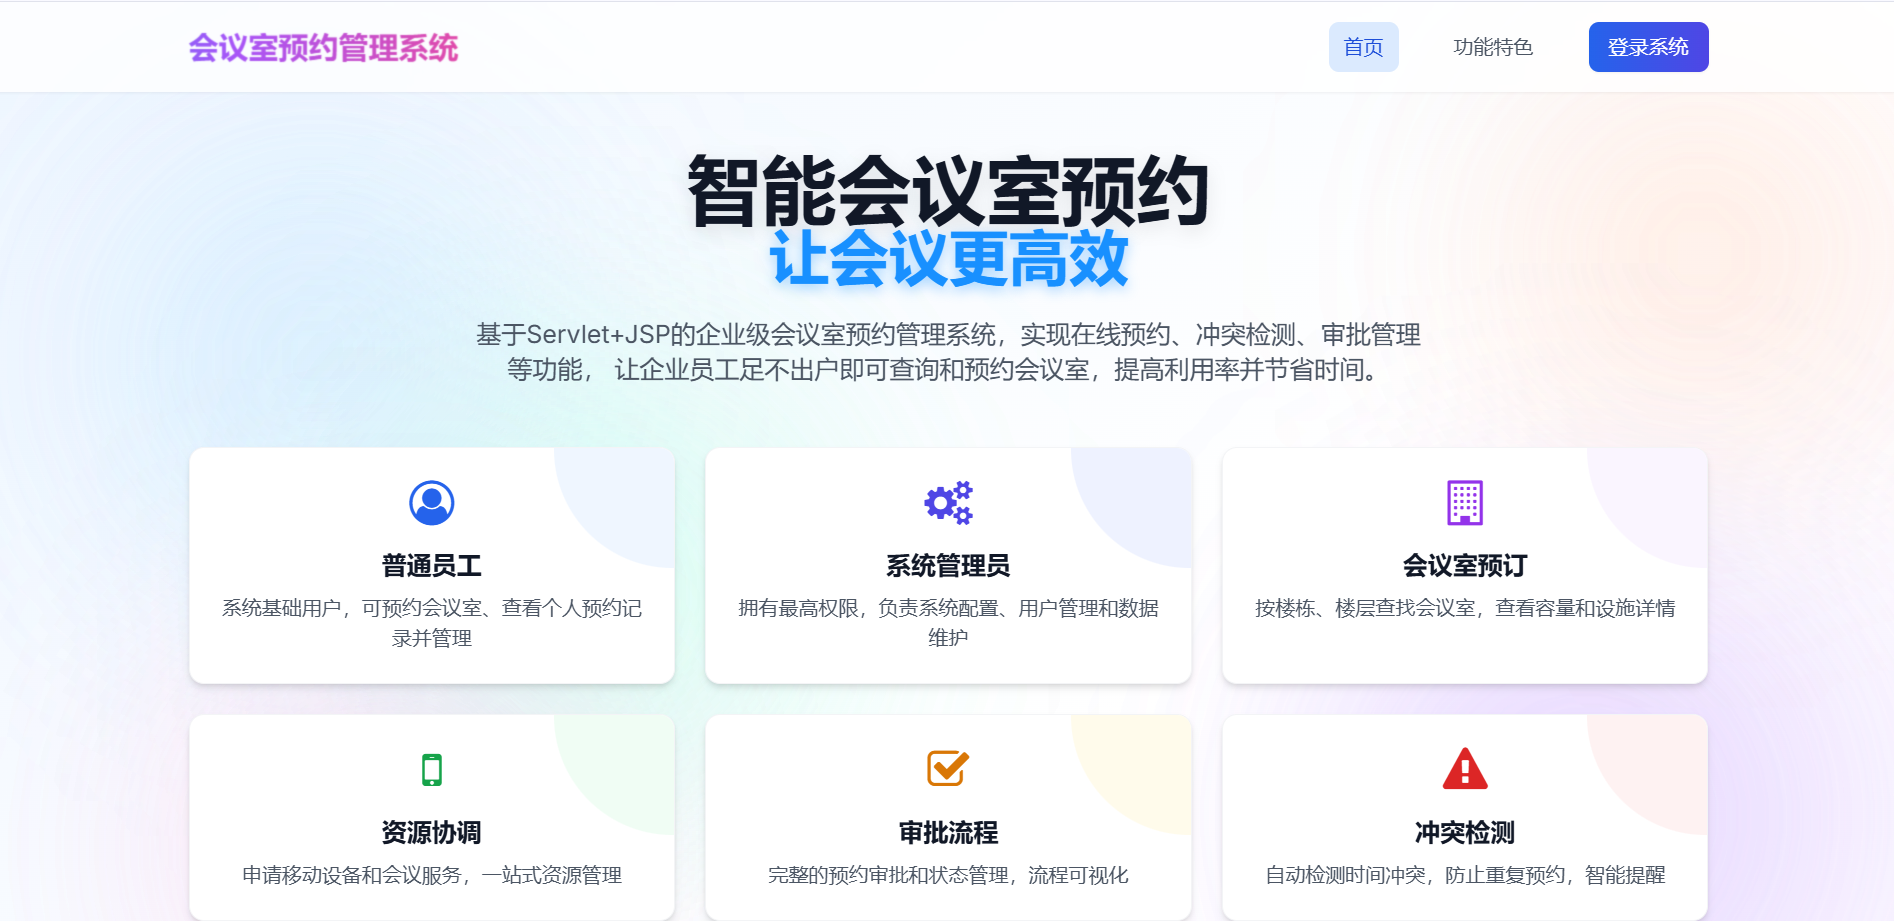 会议室预约管理系统
首页
功能特色
登录系统
智能会议室预约
让会议更高效
基于Servlet+JSP的企业级会议室预约管理系统，实现在线预约、冲突检测、审批管理
等功能， 让企业员工足不出户即可查询和预约会议室，提高利用率并节省时间。
普通员工
系统基础用户，可预约会议室、查看个人预约记
录并管理
系统管理员
拥有最高权限，负责系统配置、用户管理和数据
维护
会议室预订
按楼栋、楼层查找会议室，查看容量和设施详情
资源协调
申请移动设备和会议服务，一站式资源管理
审批流程
完整的预约审批和状态管理，流程可视化
冲突检测
自动检测时间冲突，防止重复预约，智能提醒